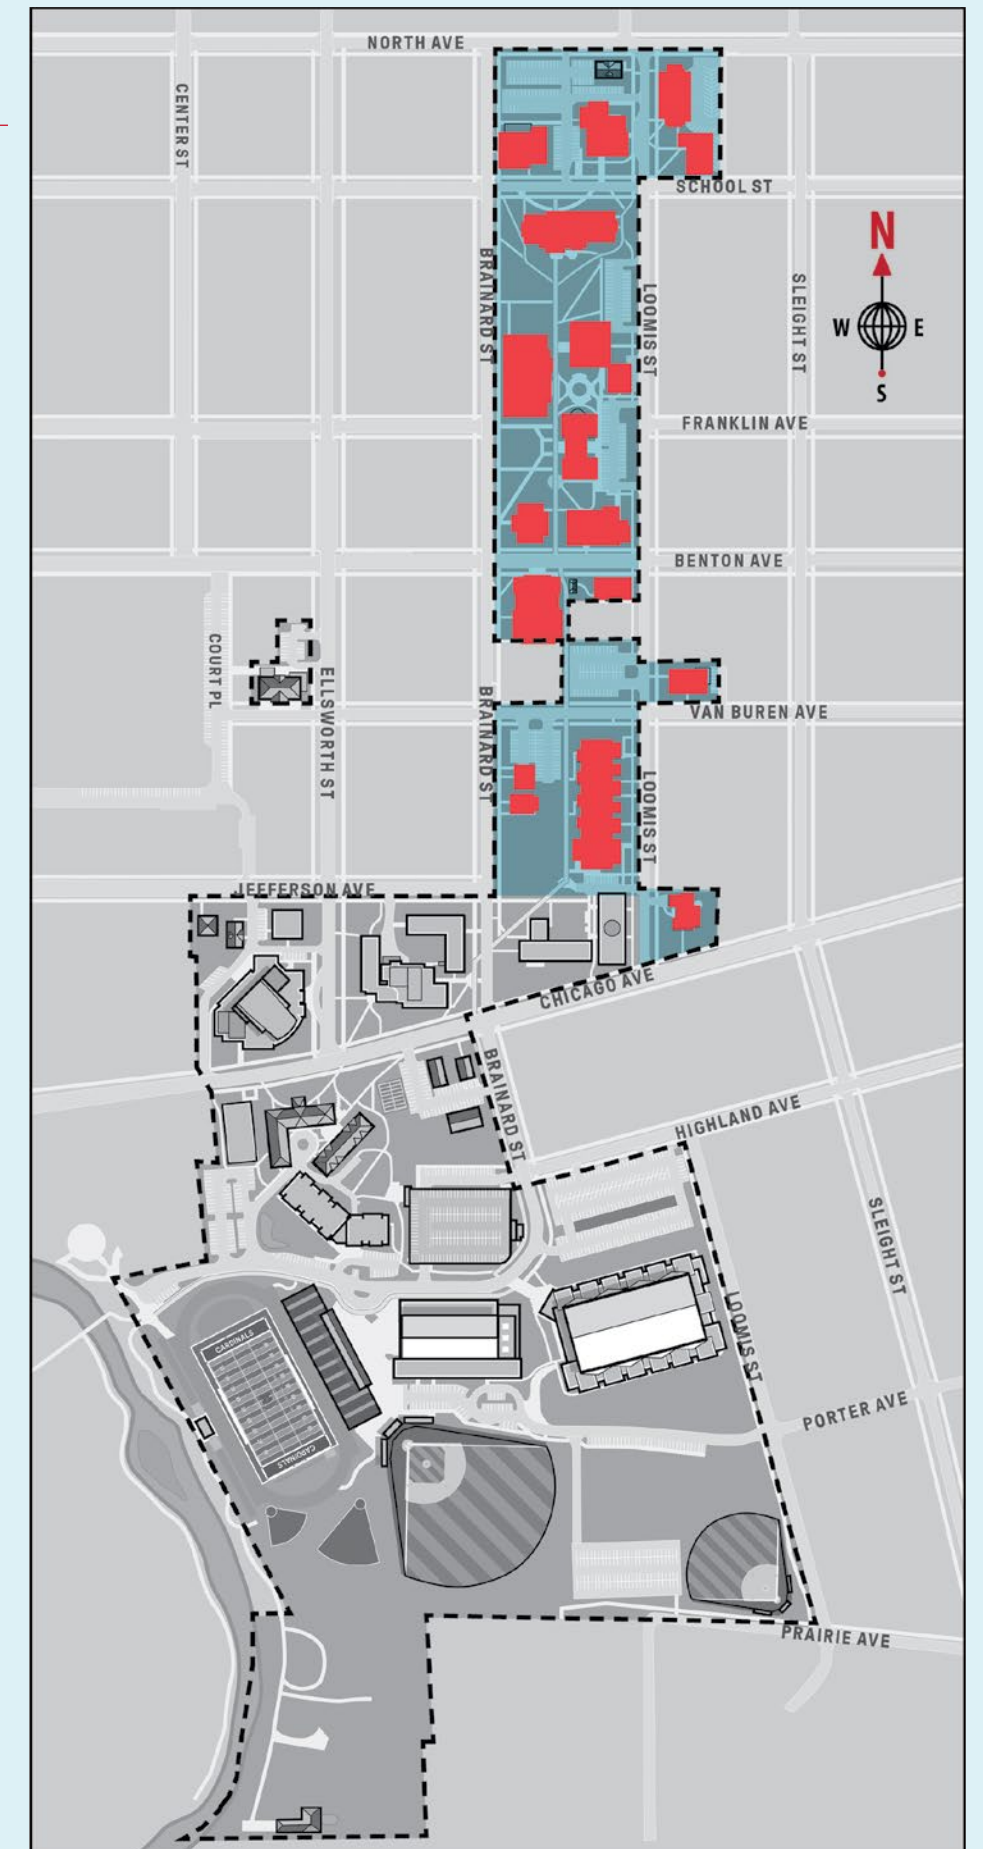 NORTH AVE
CENTER ST
SCHOOL ST
N
W E
S
BRAINARD ST
LOOMIS ST
SLEIGHT ST
FRANKLIN AVE
BENTON AVE
COURT PL
ELLSWORTH ST
BRAINARD ST
VAN BUREN AVE
LOOMIS ST
JEFFERSON AVE
CHICAGO AVE
BRAINARD ST
HIGHLAND AVE
SLEIGHT ST
LOOMIS ST
CARDINALS
CARDINALS
PORTER AVE
PRAIRIE AVE